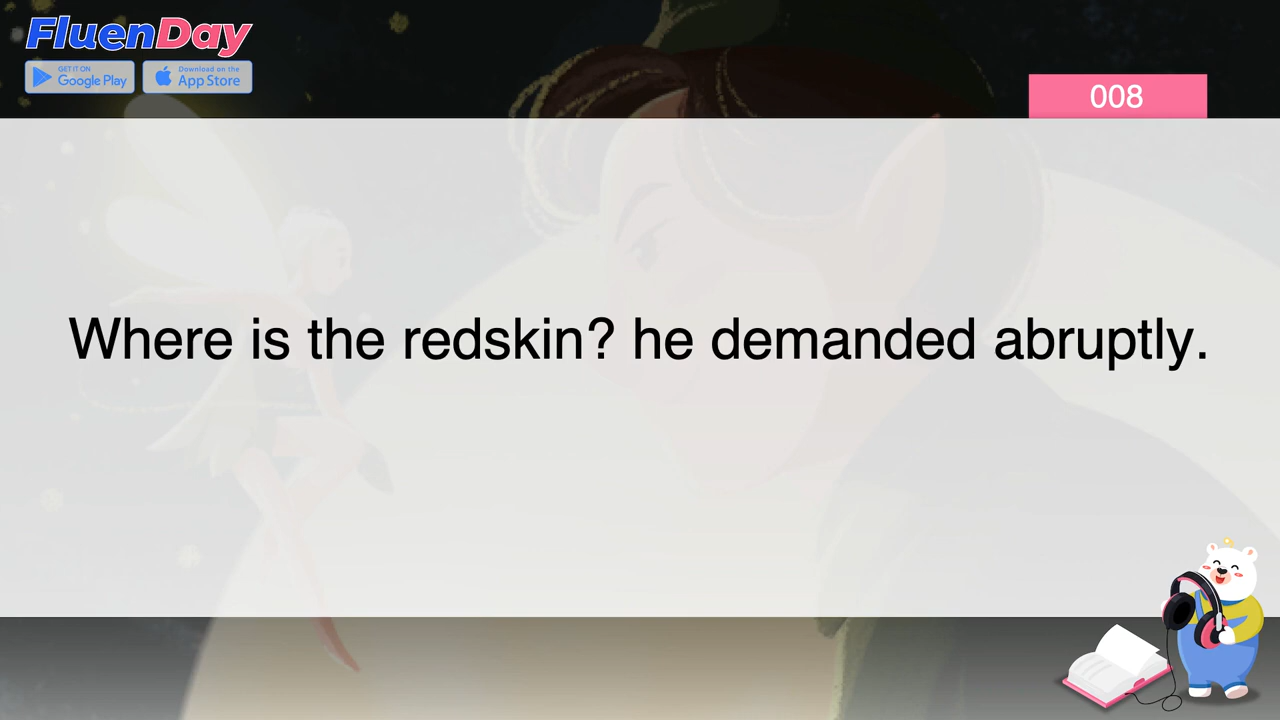 FluenDay
GET IT ON
Google Play
Download on the
App Store
008
Where is the redskin? he demanded abruptly.